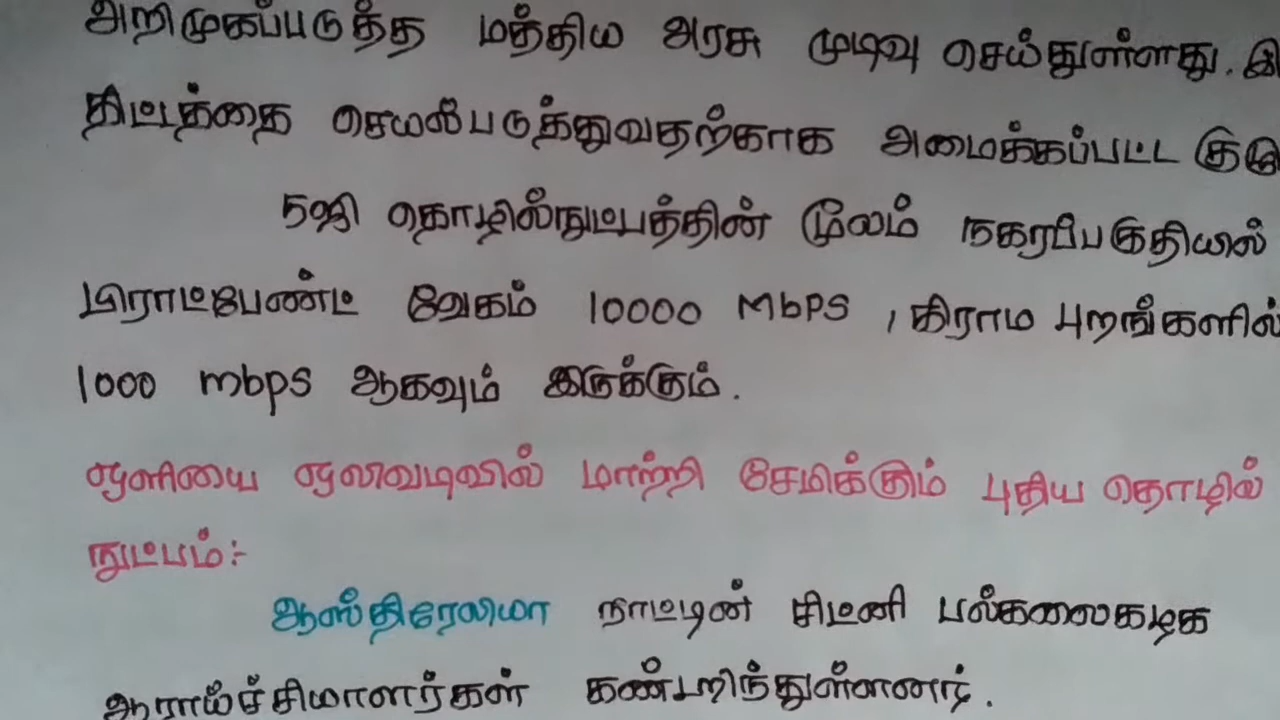 அறிமுகப்படுத்த மத்திய அரசு முடிவு செய்துள்ளது. இ
திட்டத்தை செயல்படுத்துவதற்காக அமைக்கப்பட்ட குழு
5ஜி தொழில்நுட்பத்தின் மூலம் நகரப்பகுதியில்
பிராட்பேண்ட் வேகம் 10000 Mbps , கிராம புறங்களில்
1000 mbps ஆகவும் இருக்கும்.
ஒளியை ஒலிவடிவில் மாற்றி சேமிக்கும் புதிய தொழில்
நுட்பம்:-
ஆஸ்திரேலியா நாட்டின் சிட்னி பல்கலைகழக
ஆராய்ச்சியாளர்கள் கண்டறிந்துள்ளனர்.